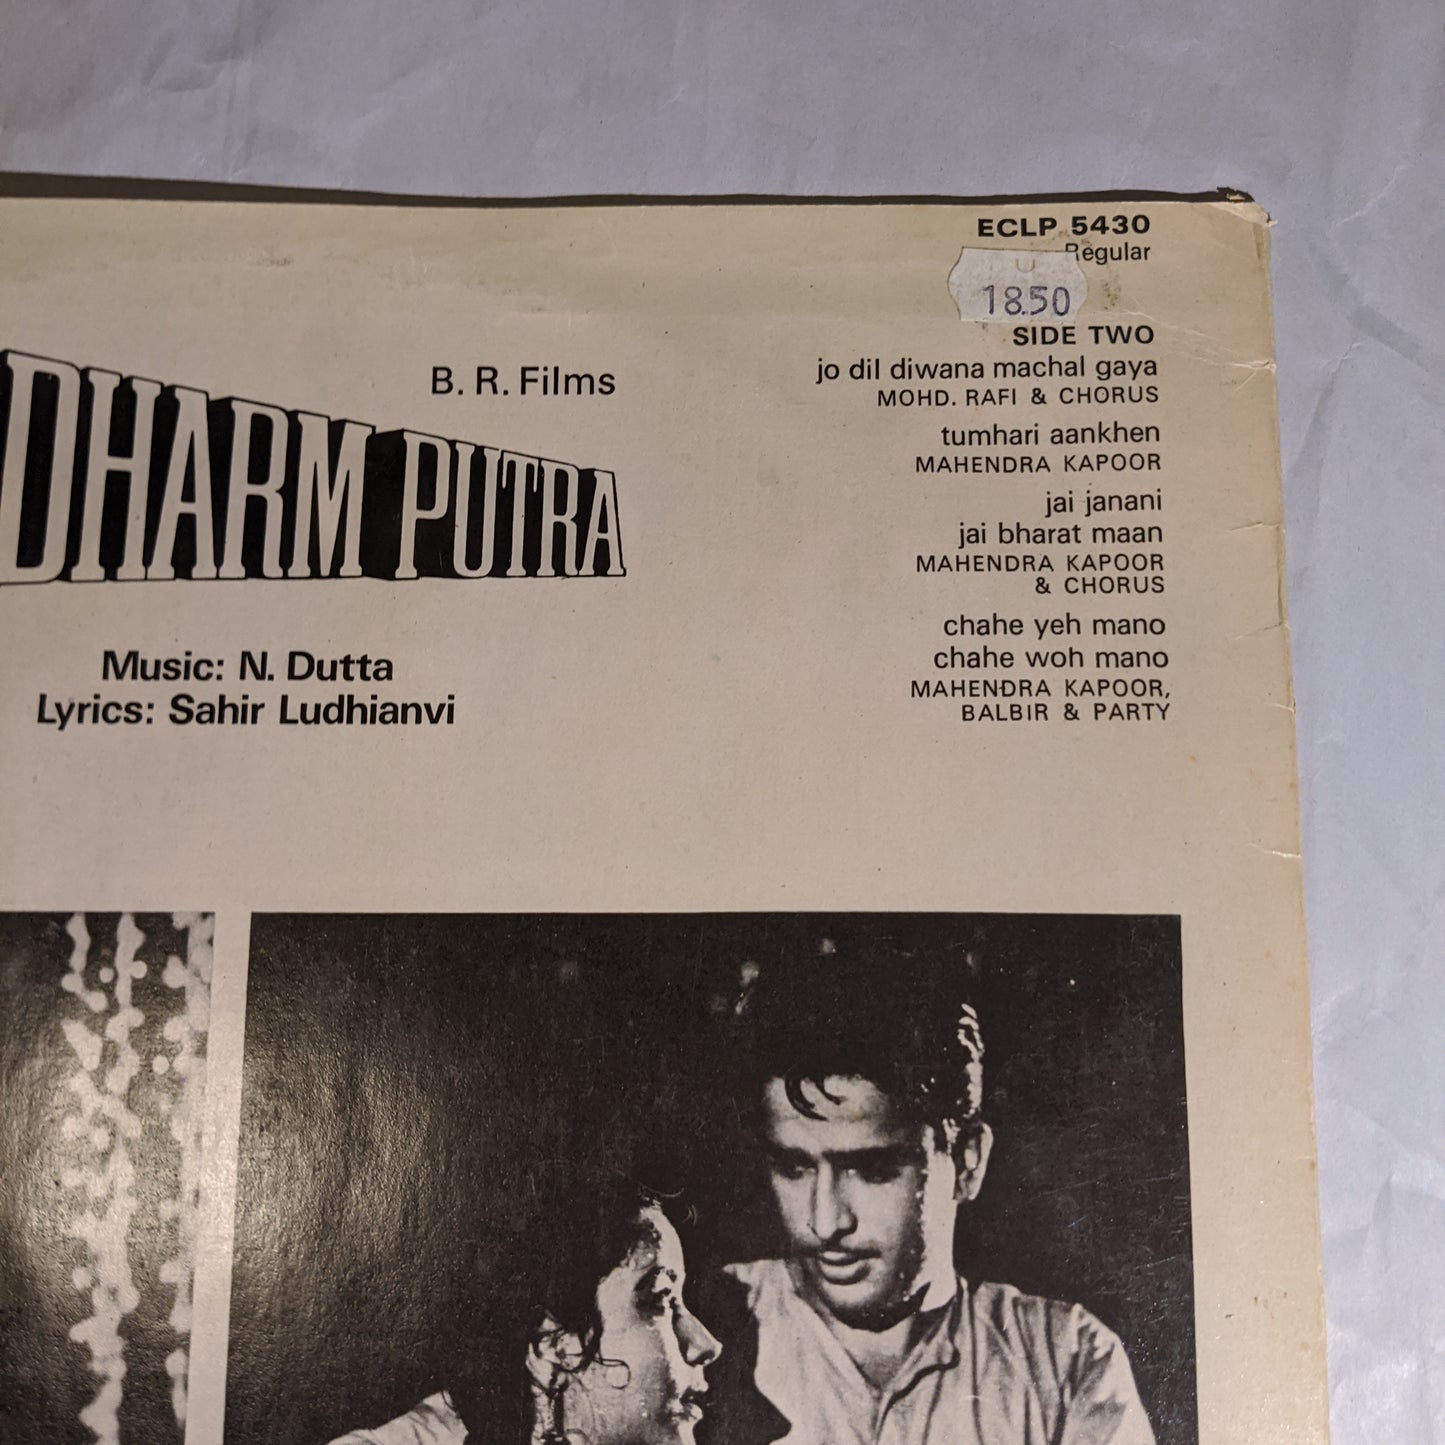 ECLP 5430
Regular
18.50
B. R. Films
DHARM PUTRA
Music: N. Dutta
Lyrics: Sahir Ludhianvi
SIDE TWO
jo dil diwana machal gaya
MOHD. RAFI & CHORUS
tumhari aankhen
MAHENDRA KAPOOR
jai janani
jai bharat maan
MAHENDRA KAPOOR
& CHORUS
chahe yeh mano
chahe woh mano
MAHENDRA KAPOOR,
BALBIR & PARTY